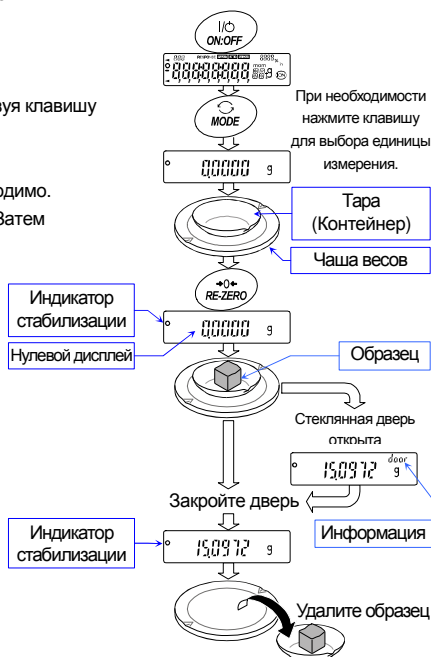 I/⏻
ON:OFF
MODE
вуя клавишу
При необходимости
нажмите клавишу
для выбора единицы
измерения.
0.0000 g
одимо.
Затем
Тара
(Контейнер)
Чаша весов
→0←
RE-ZERO
Индикатор
стабилизации
0.0000 g
Нулевой дисплей
Образец
Стеклянная дверь
открыта
door
15.0972 g
Закройте дверь
Информация
Индикатор
стабилизации
15.0972 g
Удалите образец